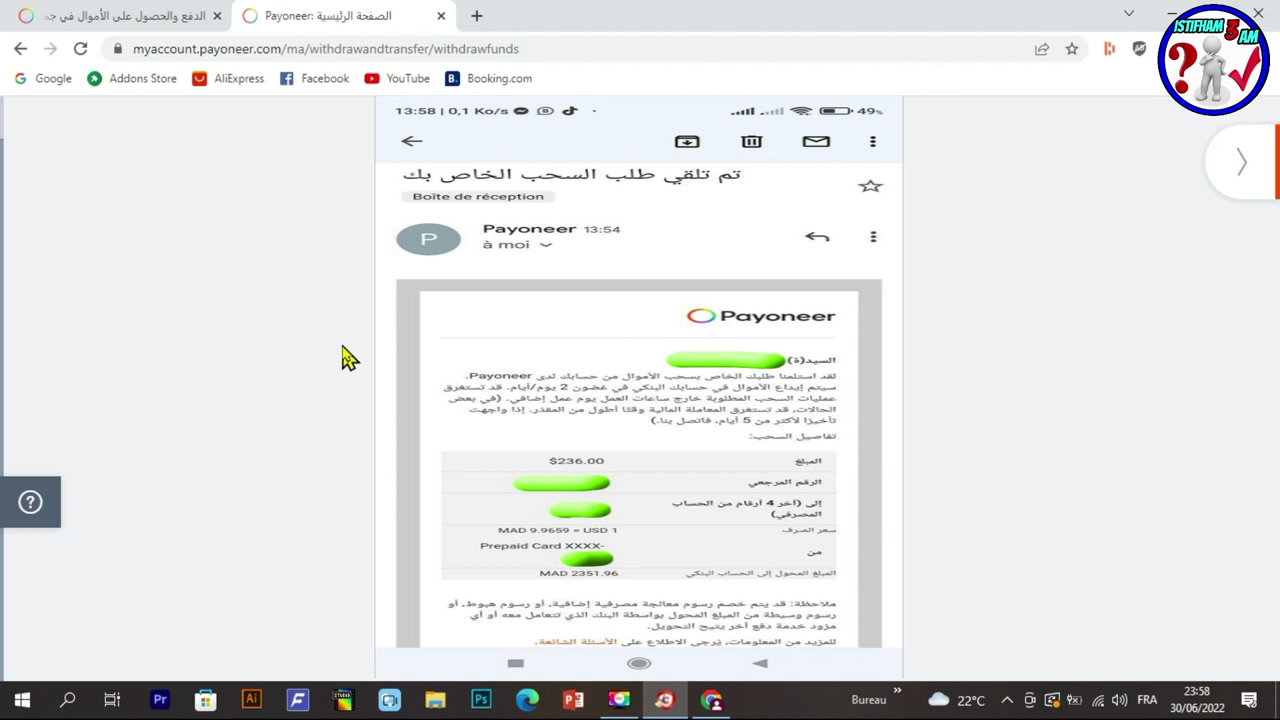 الدفع والحصول على الأموال في جم
Payoneer: الصفحة الرئيسية
myaccount.payoneer.com/ma/withdrawandtransfer/withdrawfunds
Google
Addons Store
AliExpress
Facebook
YouTube
Booking.com
ISTIFHAM 3 AM
13:58 | 0,1 Ko/s
49%
تم تلقي طلب السحب الخاص بك
Boîte de réception
P
Payoneer 13:54
à moi
Payoneer
السيد(ة)
لقد استلمنا طلبك الخاص بسحب الأموال من حسابك لدى Payoneer.
سيتم إيداع الأموال في حسابك البنكي في غضون 2 يوم/أيام. قد تستغرق
عمليات السحب المطلوبة خارج ساعات العمل يوم عمل إضافي. (في بعض
الحالات، قد تستغرق المعاملة المالية وقتًا أطول من المقدّر. إذا واجهت
تأخيرًا لأكثر من 5 أيام، فاتصل بنا.)
تفاصيل السحب:
المبلغ $236.00
الرقم المرجعي
إلى (آخر 4 أرقام من الحساب
المصرفي)
سعر الصرف MAD 9.9659 = USD 1
من Prepaid Card XXXX-
المبلغ المحول إلى الحساب البنكي MAD 2351.96
ملاحظة: قد يتم خصم رسوم معالجة مصرفية إضافية، أو رسوم هبوط، أو
رسوم وسيطة من المبلغ المحول بواسطة البنك الذي تتعامل معه أو أي
مزود خدمة دفع آخر يتيح التحويل.
للمزيد من المعلومات، يُرجى الاطلاع على الأسئلة الشائعة.
Bureau
22°C
FRA
23:58
30/06/2022